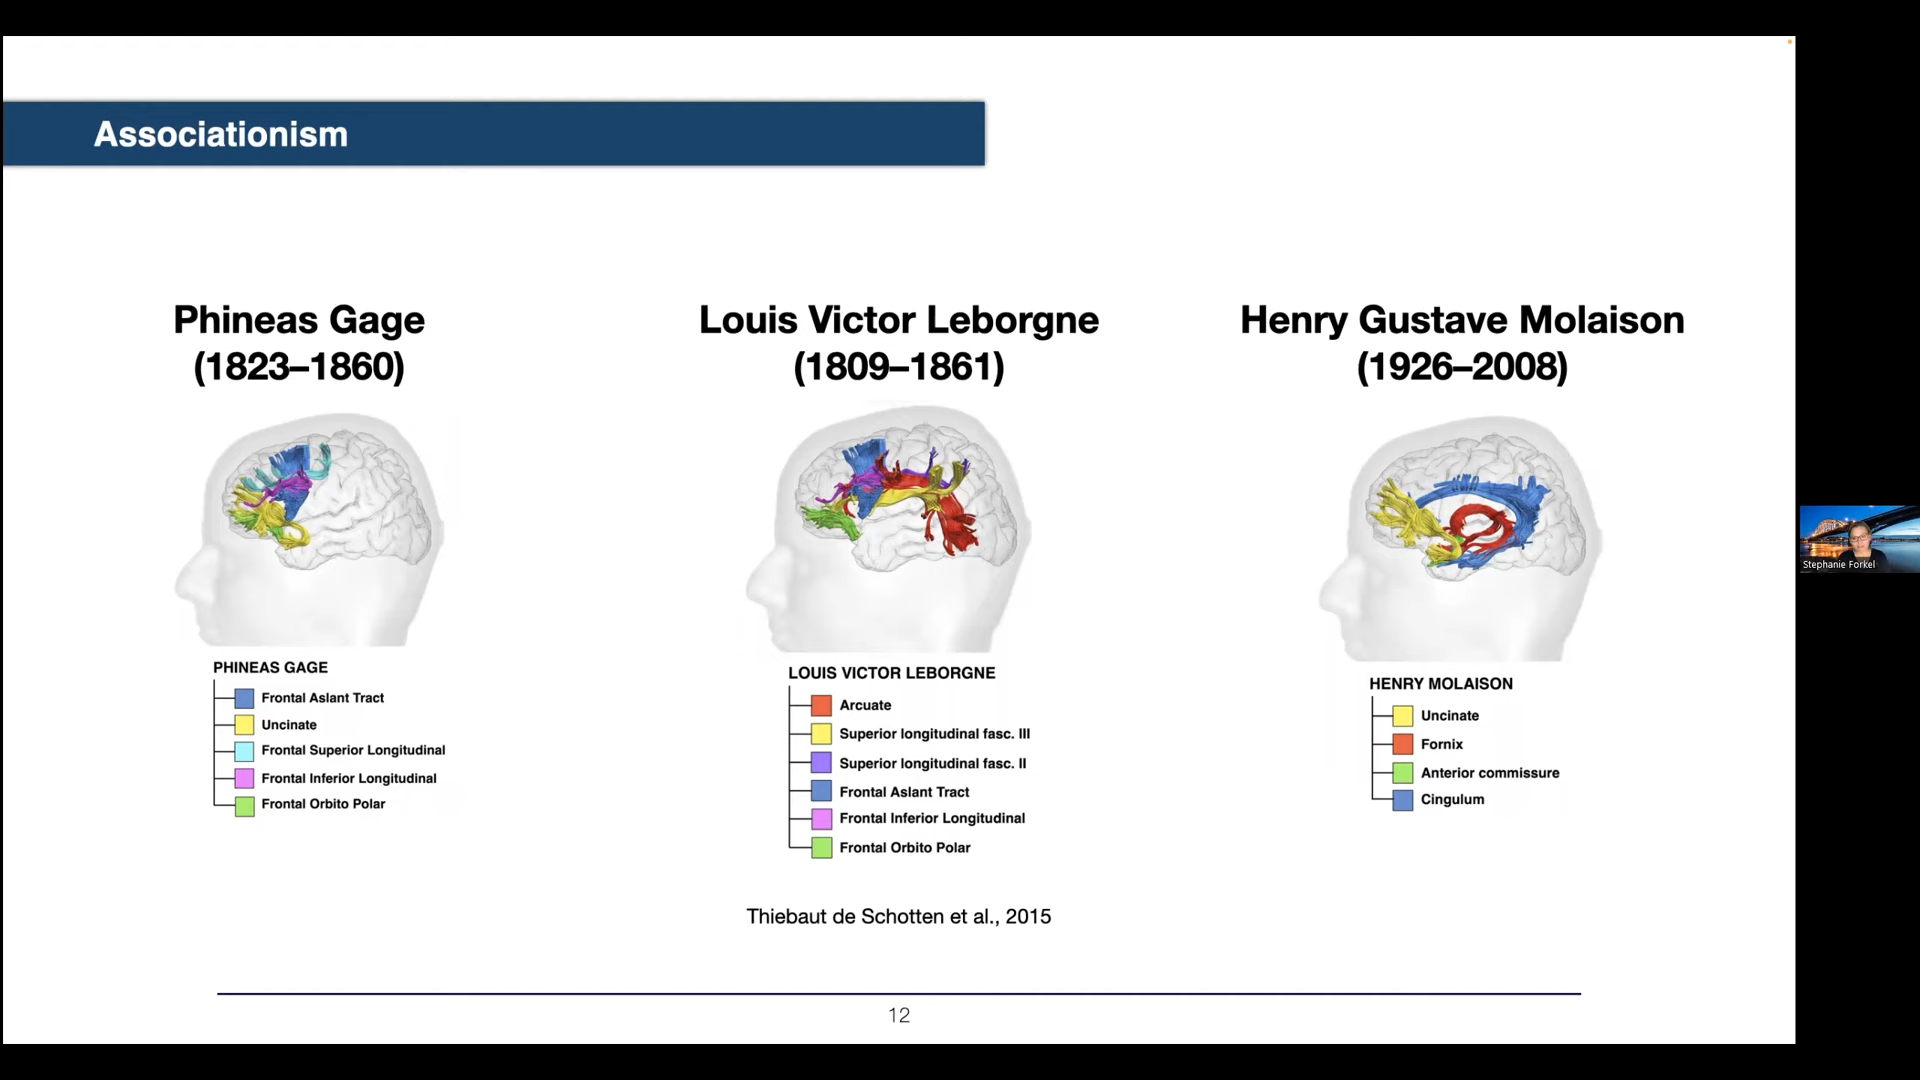 Associationism
Phineas Gage
(1823–1860)
Louis Victor Leborgne
(1809–1861)
Henry Gustave Molaison
(1926–2008)
PHINEAS GAGE
Frontal Aslant Tract
Uncinate
Frontal Superior Longitudinal
Frontal Inferior Longitudinal
Frontal Orbito Polar
LOUIS VICTOR LEBORGNE
Arcuate
Superior longitudinal fasc. III
Superior longitudinal fasc. II
Frontal Aslant Tract
Frontal Inferior Longitudinal
Frontal Orbito Polar
HENRY MOLAISON
Uncinate
Fornix
Anterior commissure
Cingulum
Thiebaut de Schotten et al., 2015
12
Stephanie Forkel